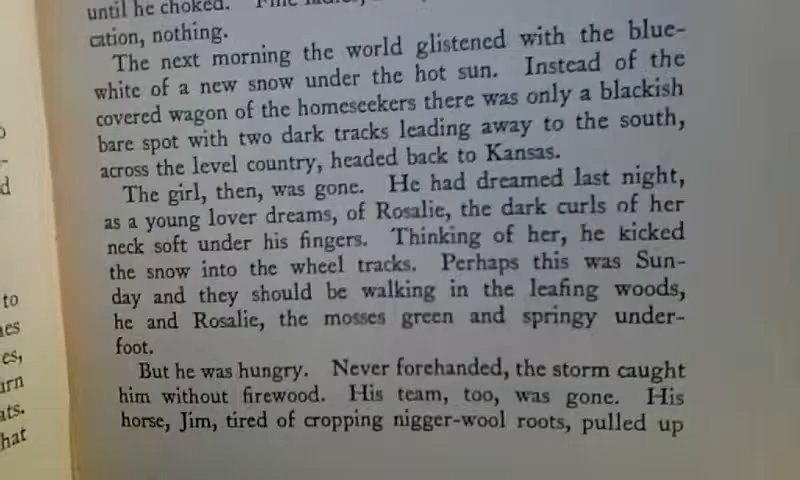 until he choked.
cation, nothing.
The next morning the world glistened with the blue-
white of a new snow under the hot sun. Instead of the
covered wagon of the homeseekers there was only a blackish
bare spot with two dark tracks leading away to the south,
across the level country, headed back to Kansas.
The girl, then, was gone. He had dreamed last night,
as a young lover dreams, of Rosalie, the dark curls of her
neck soft under his fingers. Thinking of her, he kicked
the snow into the wheel tracks. Perhaps this was Sun-
day and they should be walking in the leafing woods,
he and Rosalie, the mosses green and springy under-
foot.
But he was hungry. Never forehanded, the storm caught
him without firewood. His team, too, was gone. His
horse, Jim, tired of cropping nigger-wool roots, pulled up
to